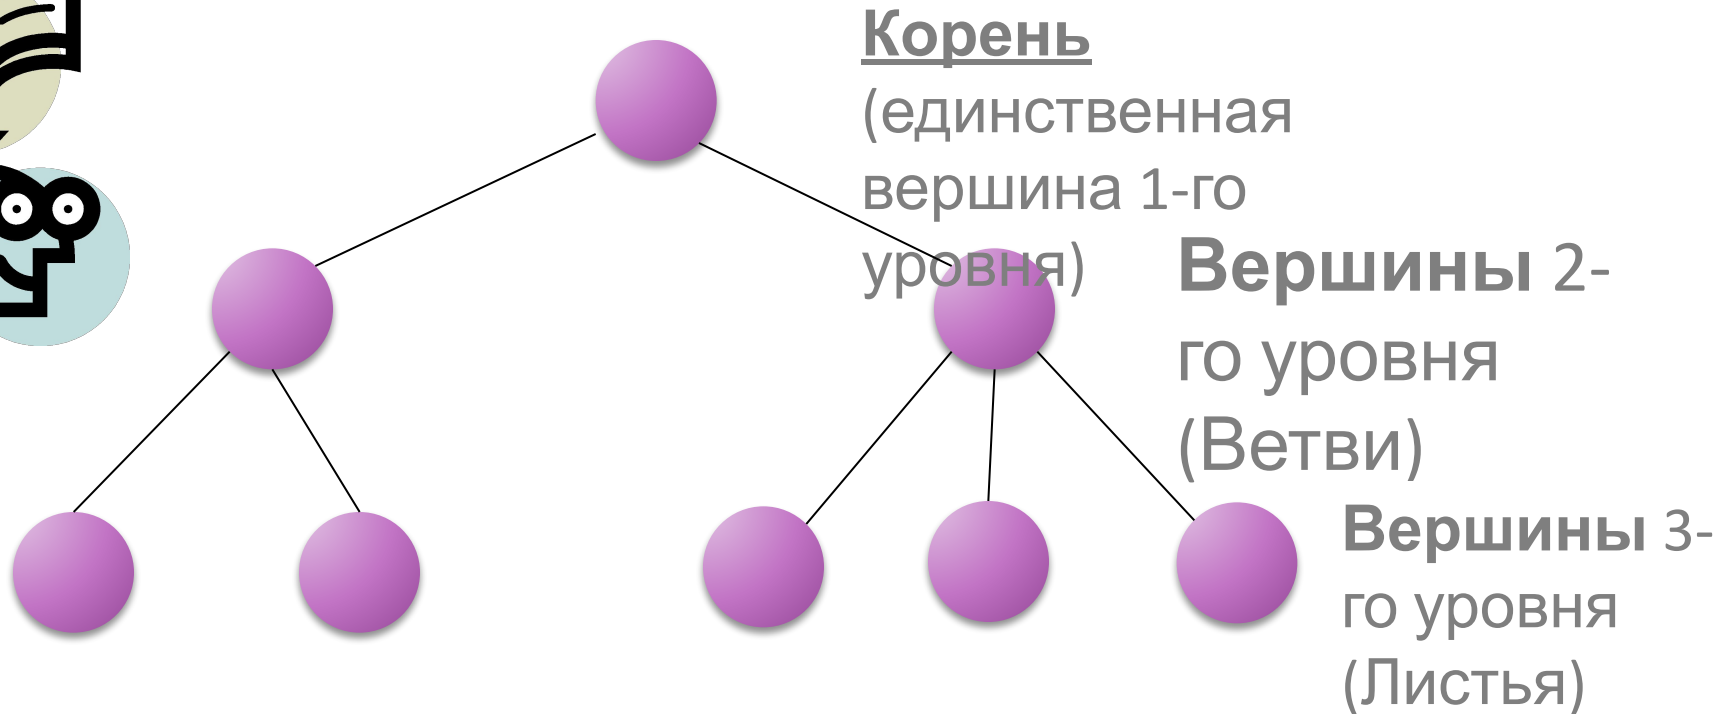 Корень
(единственная
вершина 1-го
уровня)
Вершины 2-
го уровня
(Ветви)
Вершины 3-
го уровня
(Листья)